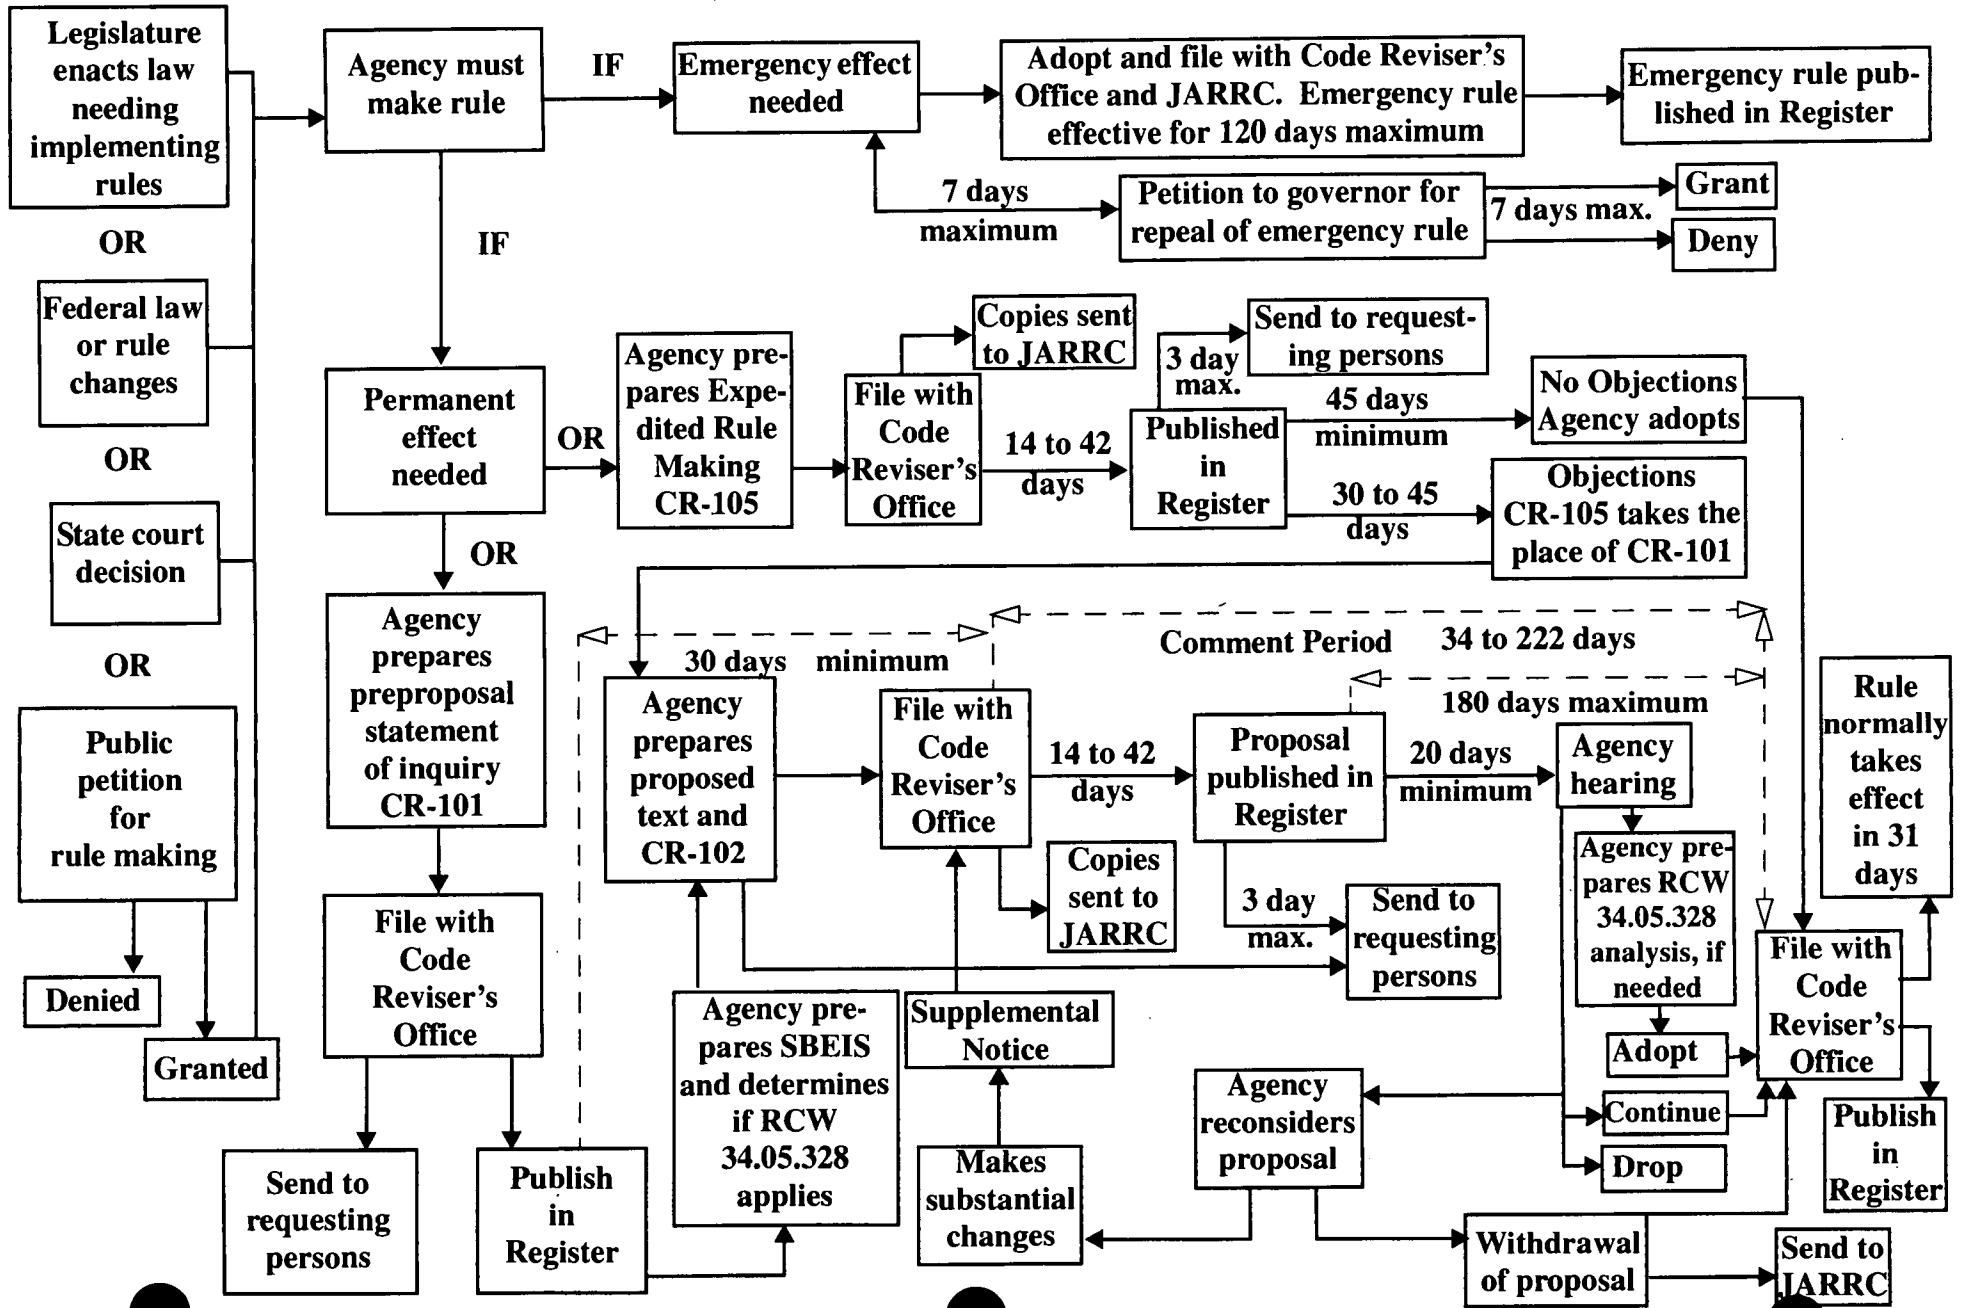 Legislature
enacts law
needing
implementing
rules
OR
Federal law
or rule
changes
OR
State court
decision
OR
Public
petition
for
rule making
Denied
Granted
Agency must
make rule
IF
Emergency effect
needed
Adopt and file with Code Reviser's
Office and JARRC. Emergency rule
effective for 120 days maximum
Emergency rule pub-
lished in Register
7 days
maximum
Petition to governor for
repeal of emergency rule
7 days max.
Grant
Deny
IF
Permanent
effect
needed
OR
Agency pre-
pares Expe-
dited Rule
Making
CR-105
File with
Code
Reviser's
Office
Copies sent
to JARRC
14 to 42
days
Published
in
Register
3 day
max.
Send to request-
ing persons
45 days
minimum
No Objections
Agency adopts
30 to 45
days
Objections
CR-105 takes the
place of CR-101
OR
Agency
prepares
preproposal
statement
of inquiry
CR-101
File with
Code
Reviser's
Office
Send to
requesting
persons
Publish
in
Register
30 days minimum
Agency
prepares
proposed
text and
CR-102
Agency pre-
pares SBEIS
and determines
if RCW
34.05.328
applies
File with
Code
Reviser's
Office
Comment Period 34 to 222 days
180 days maximum
14 to 42
days
Copies
sent to
JARRC
Proposal
published in
Register
20 days
minimum
3 day
max.
Send to
requesting
persons
Agency
hearing
Agency pre-
pares RCW
34.05.328
analysis, if
needed
Adopt
Continue
Drop
Supplemental
Notice
Makes
substantial
changes
Agency
reconsiders
proposal
Withdrawal
of proposal
Send to
JARRC
File with
Code
Reviser's
Office
Rule
normally
takes
effect
in 31
days
Publish
in
Register